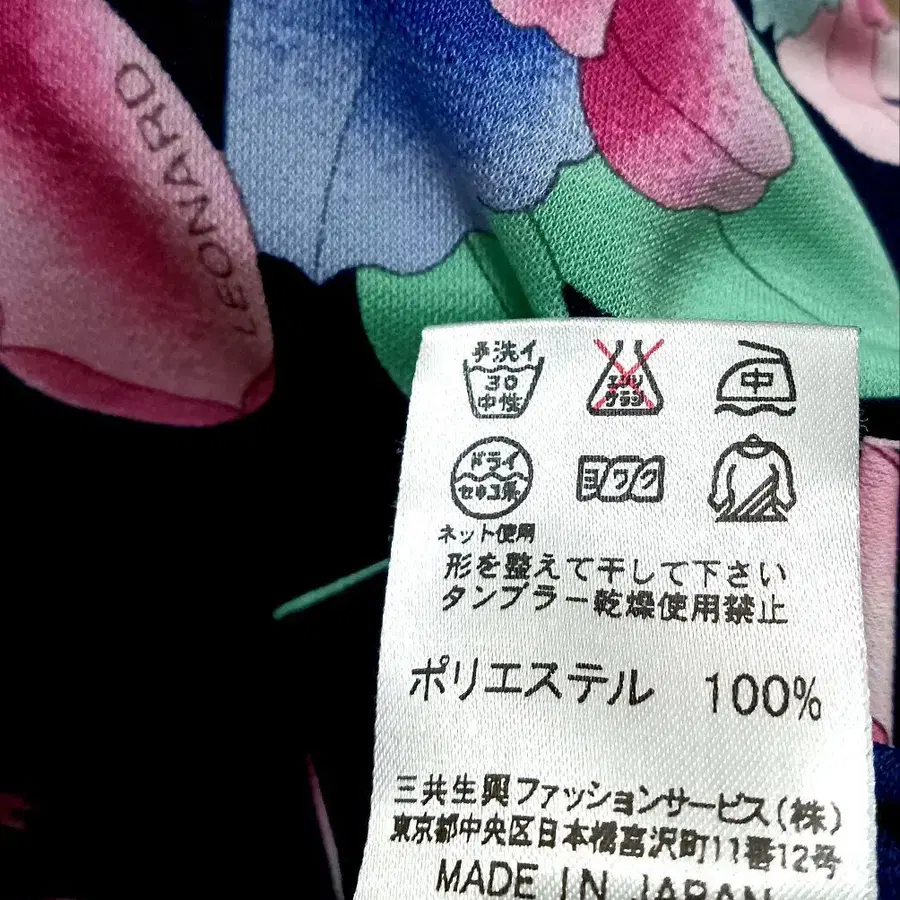 LEONARD
手洗イ
30
中性
エンソ
サラシ
中
ドライ
セキユ系
ヨワク
ネット使用
形を整えて干して下さい
タンブラー乾燥使用禁止
ポリエステル 100%
三共生興ファッションサービス(株)
東京都中央区日本橋富沢町11番12号
MADE IN JAPAN